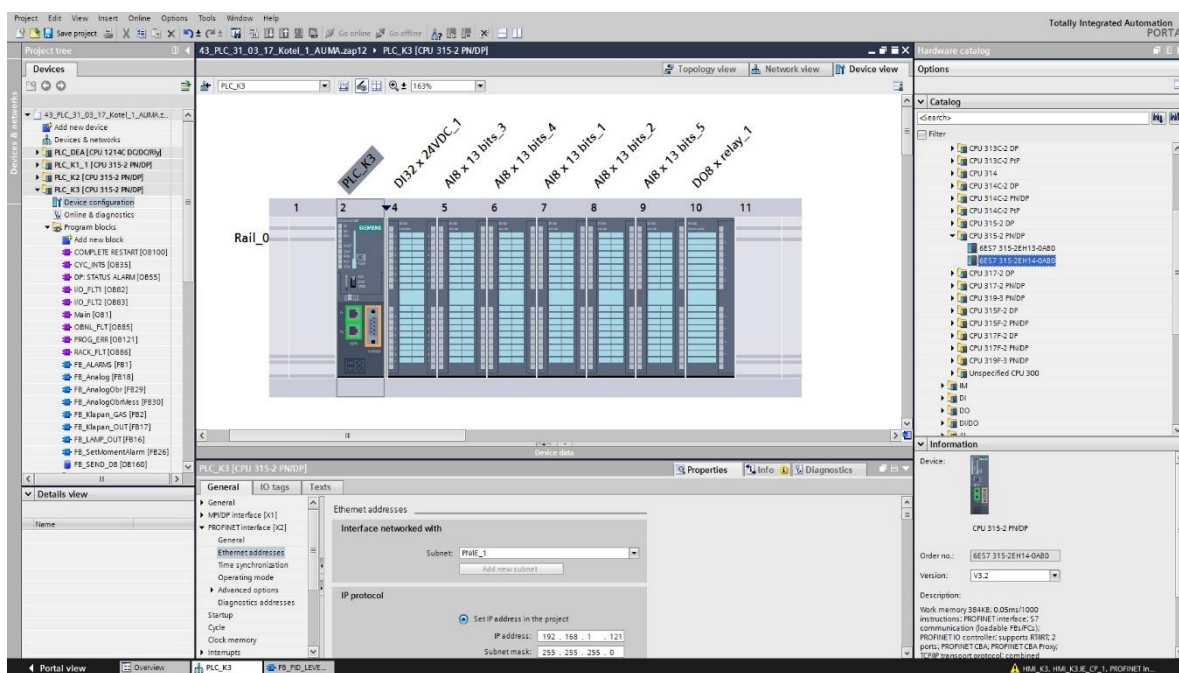 Project Edit View Insert Online Options Tools Window Help
Totally Integrated Automation
PORTA
Save project
Go online Go offline
Project tree
43_PLC_31_03_17_Kotel_1_AUMA.zap12 ▸ PLC_K3 [CPU 315-2 PN/DP]
Hardware catalog
Devices
Topology view Network view Device view
Options
PLC_K3
163%
Catalog
<Search>
Filter
43_PLC_31_03_17_Kotel_1_AUMA.z...
Add new device
Devices & networks
PLC_DEA [CPU 1214C DC/DC/Rly]
PLC_K1_1 [CPU 315-2 PN/DP]
PLC_K2 [CPU 315-2 PN/DP]
PLC_K3 [CPU 315-2 PN/DP]
Device configuration
Online & diagnostics
Program blocks
Add new block
COMPLETE RESTART [OB100]
CYC_INT5 [OB35]
DP: STATUS ALARM [OB55]
I/O_FLT1 [OB82]
I/O_FLT2 [OB83]
Main [OB1]
OBNL_FLT [OB85]
PROG_ERR [OB121]
RACK_FLT [OB86]
FB_ALARMS [FB1]
FB_Analog [FB18]
FB_AnalogObr [FB29]
FB_AnalogObrMess [FB30]
FB_Klapan_GAS [FB2]
FB_Klapan_OUT [FB17]
FB_LAMP_OUT [FB16]
FB_SetMomentAlarm [FB26]
FB_SEND_DB [DB160]
Devices & networks
PLC_K3
DI32 x 24VDC_1
AI8 x 13 bits_3
AI8 x 13 bits_4
AI8 x 13 bits_1
AI8 x 13 bits_2
AI8 x 13 bits_5
DO8 x relay_1
1 2 4 5 6 7 8 9 10 11
Rail_0
SIEMENS
CPU 313C-2 DP
CPU 313C-2 PtP
CPU 314
CPU 314C-2 DP
CPU 314C-2 PN/DP
CPU 314C-2 PtP
CPU 315-2 DP
CPU 315-2 PN/DP
6ES7 315-2EH13-0AB0
6ES7 315-2EH14-0AB0
CPU 317-2 DP
CPU 317-2 PN/DP
CPU 319-3 PN/DP
CPU 315F-2 DP
CPU 315F-2 PN/DP
CPU 317F-2 DP
CPU 317F-2 PN/DP
CPU 319F-3 PN/DP
Unspecified CPU 300
IM
DI
DO
DI/DO
Device data
Details view
Name
PLC_K3 [CPU 315-2 PN/DP]
Properties Info Diagnostics
General IO tags Texts
General
MPI/DP interface [X1]
PROFINET interface [X2]
General
Ethernet addresses
Time synchronization
Operating mode
Advanced options
Diagnostics addresses
Startup
Cycle
Clock memory
Interrupts
Ethernet addresses
Interface networked with
Subnet: PN/IE_1
Add new subnet
IP protocol
Set IP address in the project
IP address: 192 . 168 . 1 . 121
Subnet mask: 255 . 255 . 255 . 0
Information
Device:
CPU 315-2 PN/DP
Order no.: 6ES7 315-2EH14-0AB0
Version: V3.2
Description:
Work memory 384KB; 0.05ms/1000
instructions; PROFINET interface; S7
communication (loadable FBs/FCs);
PROFINET IO controller; supports RT/IRT; 2
ports; PROFINET CBA; PROFINET CBA Proxy;
TCP/IP transport protocol; combined
Portal view Overview PLC_K3 FB_PID_LEVE...
HMI_K3, HMI_K3.IE_CP_1, PROFINET In...